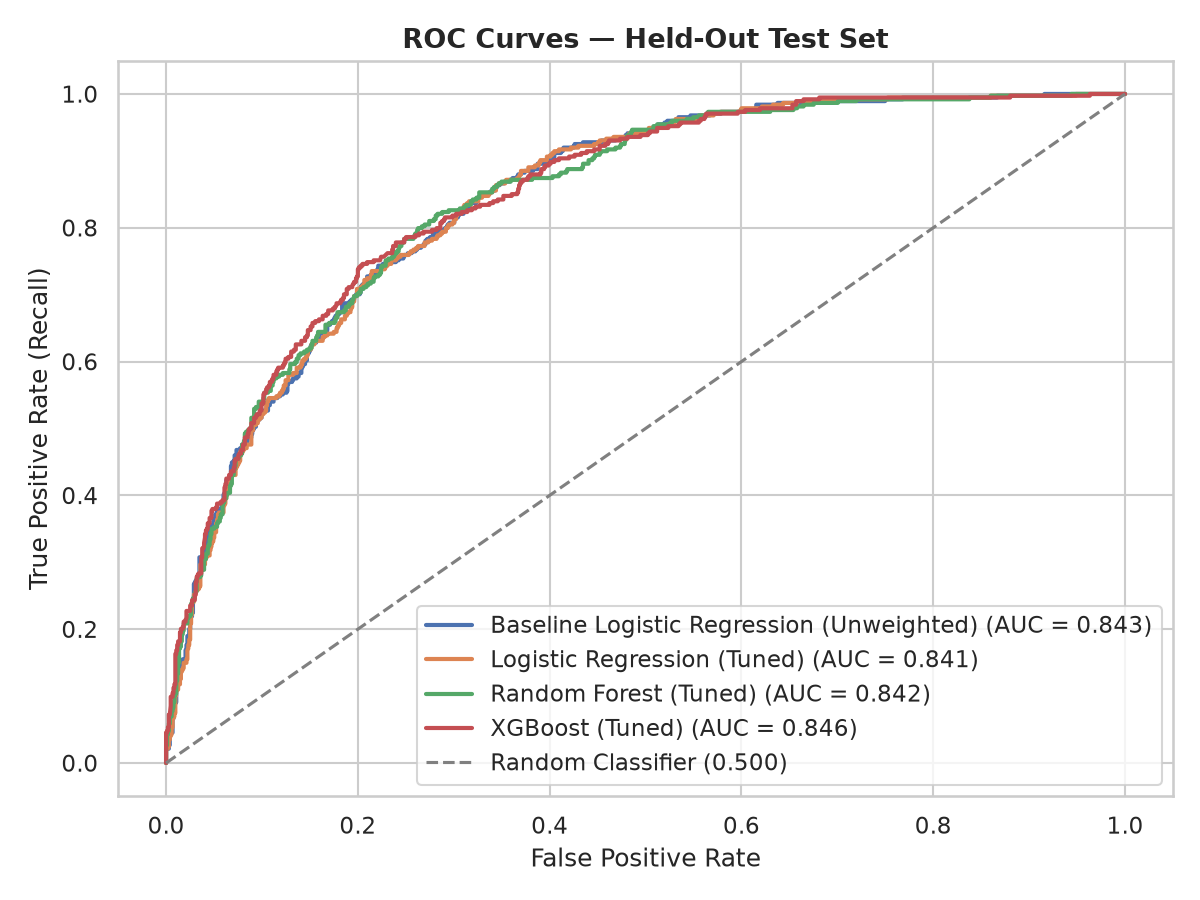 ROC Curves — Held-Out Test Set
True Positive Rate (Recall)
1.0
0.8
0.6
0.4
0.2
0.0
Baseline Logistic Regression (Unweighted) (AUC = 0.843)
Logistic Regression (Tuned) (AUC = 0.841)
Random Forest (Tuned) (AUC = 0.842)
XGBoost (Tuned) (AUC = 0.846)
Random Classifier (0.500)
0.0 0.2 0.4 0.6 0.8 1.0
False Positive Rate